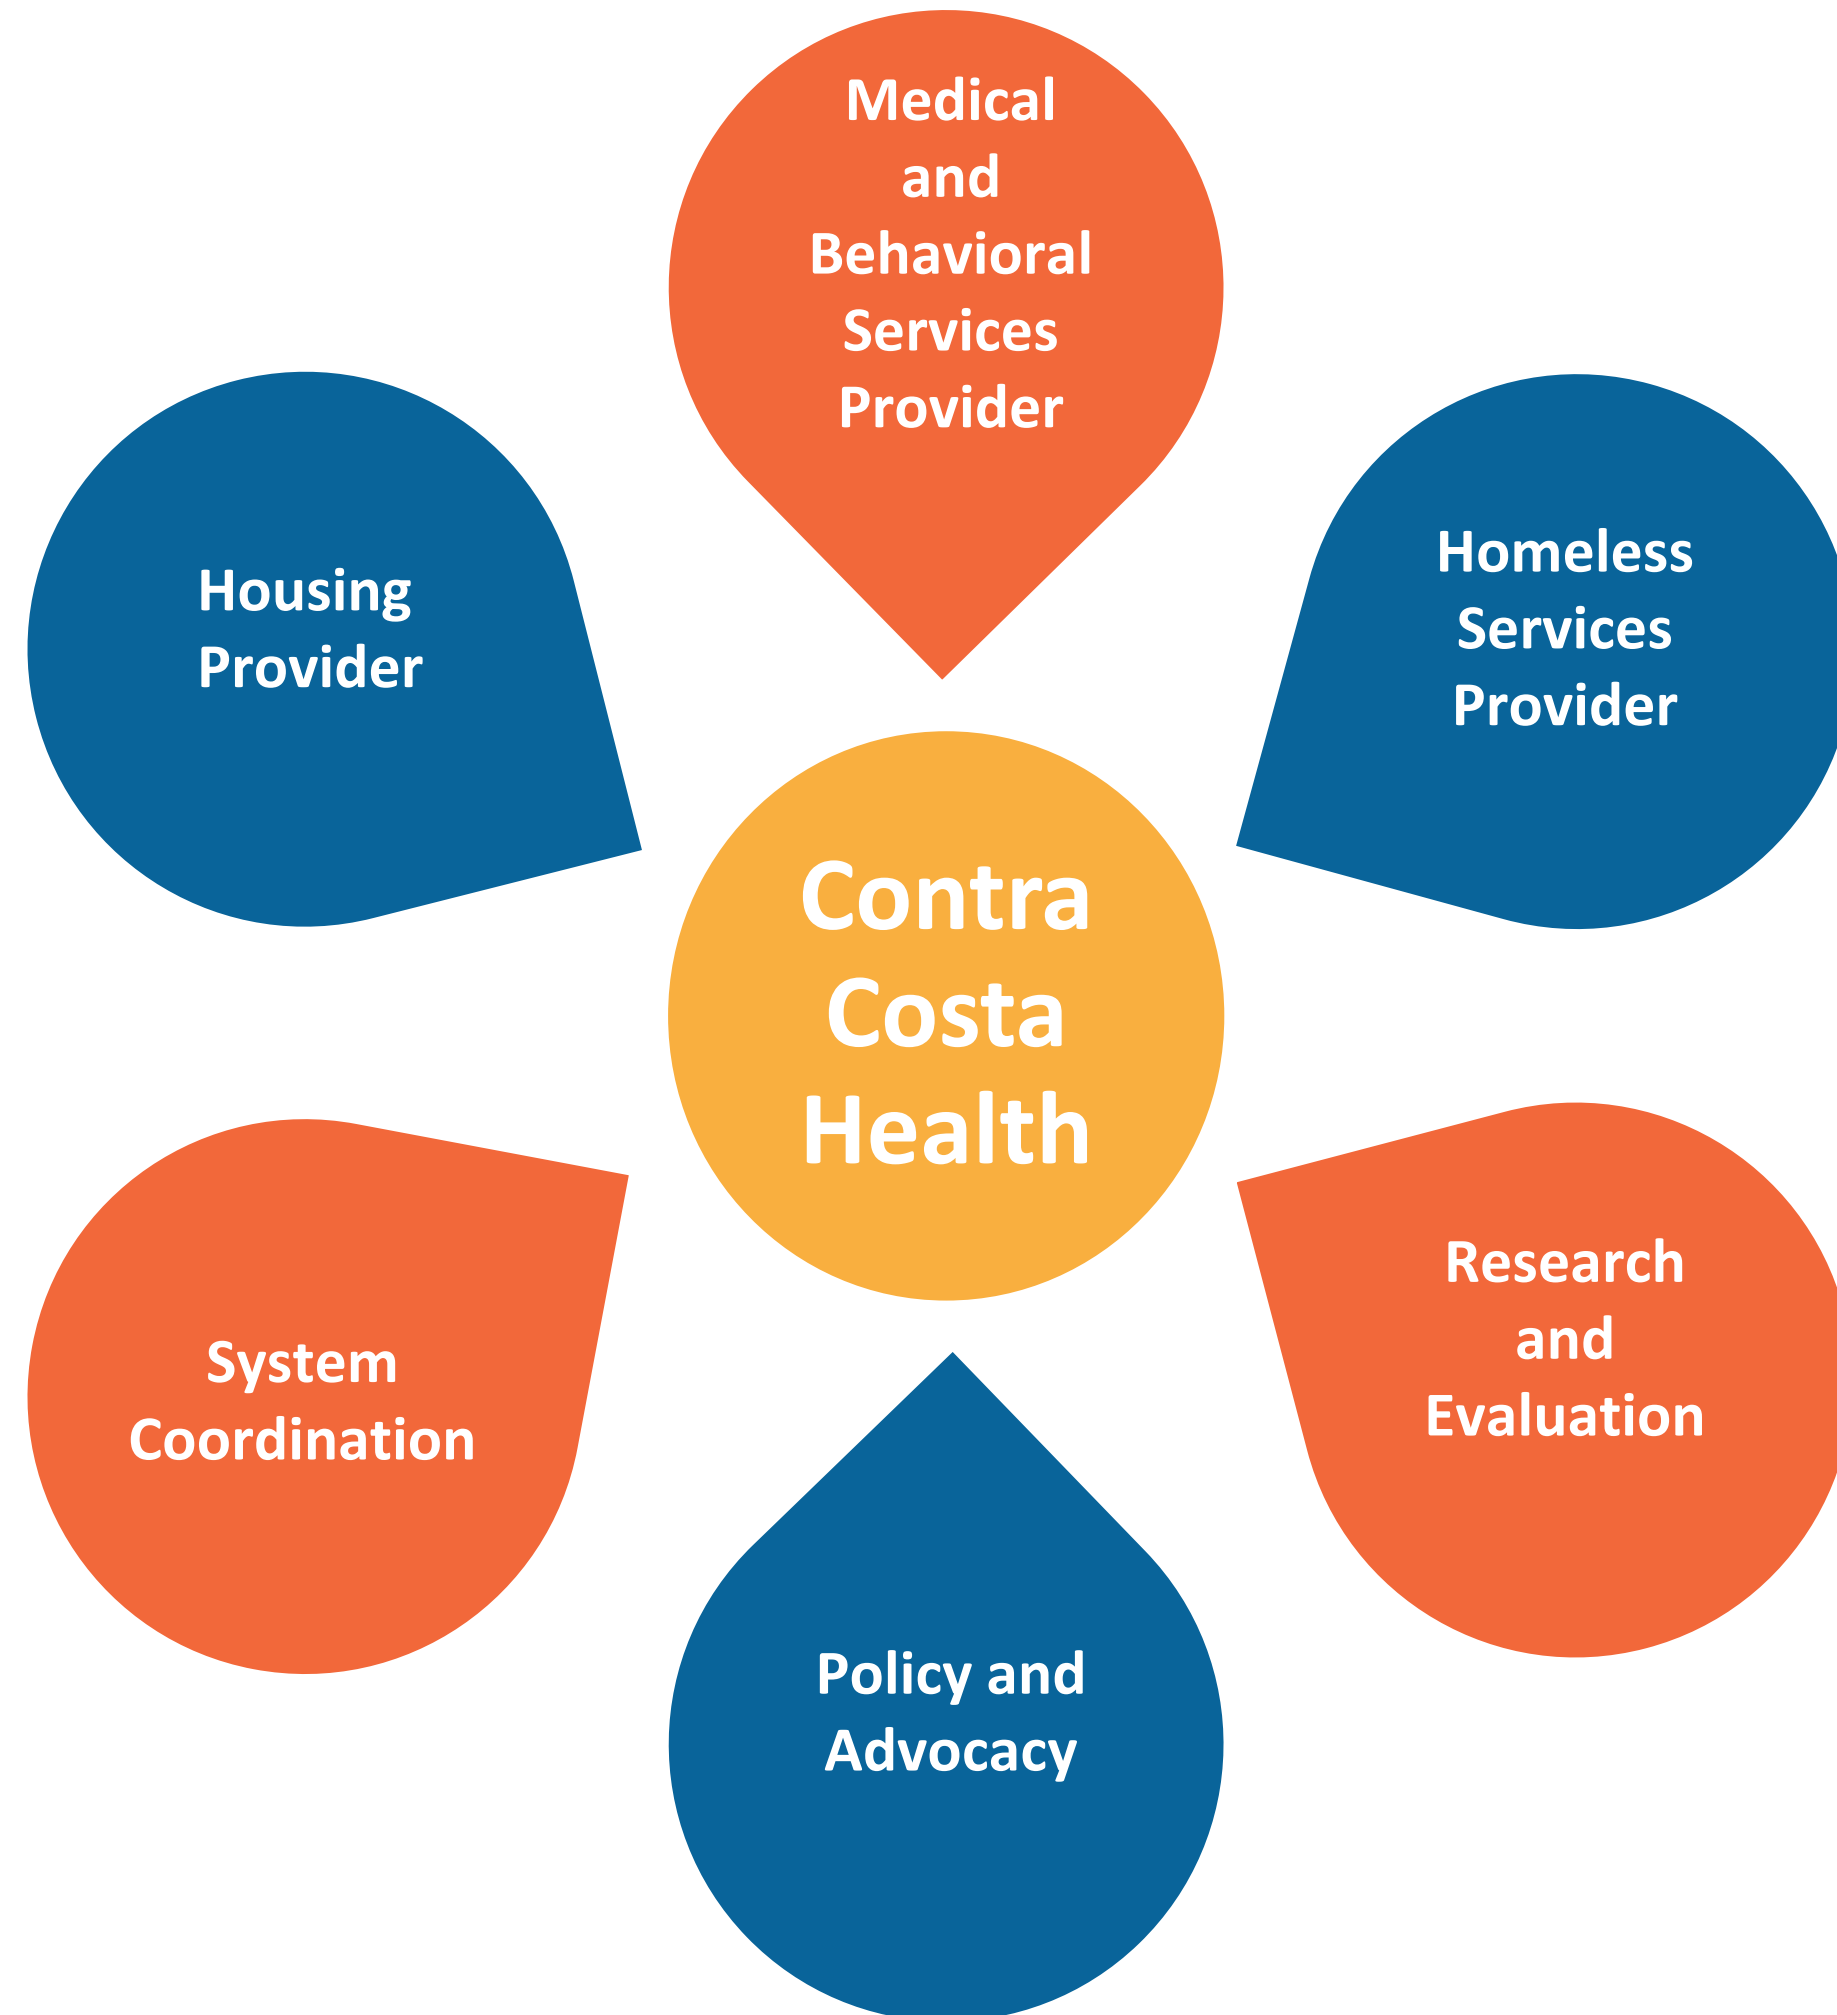 Medical
and
Behavioral
Services
Provider
Homeless
Services
Provider
Research
and
Evaluation
Policy and
Advocacy
System
Coordination
Housing
Provider
Contra
Costa
Health